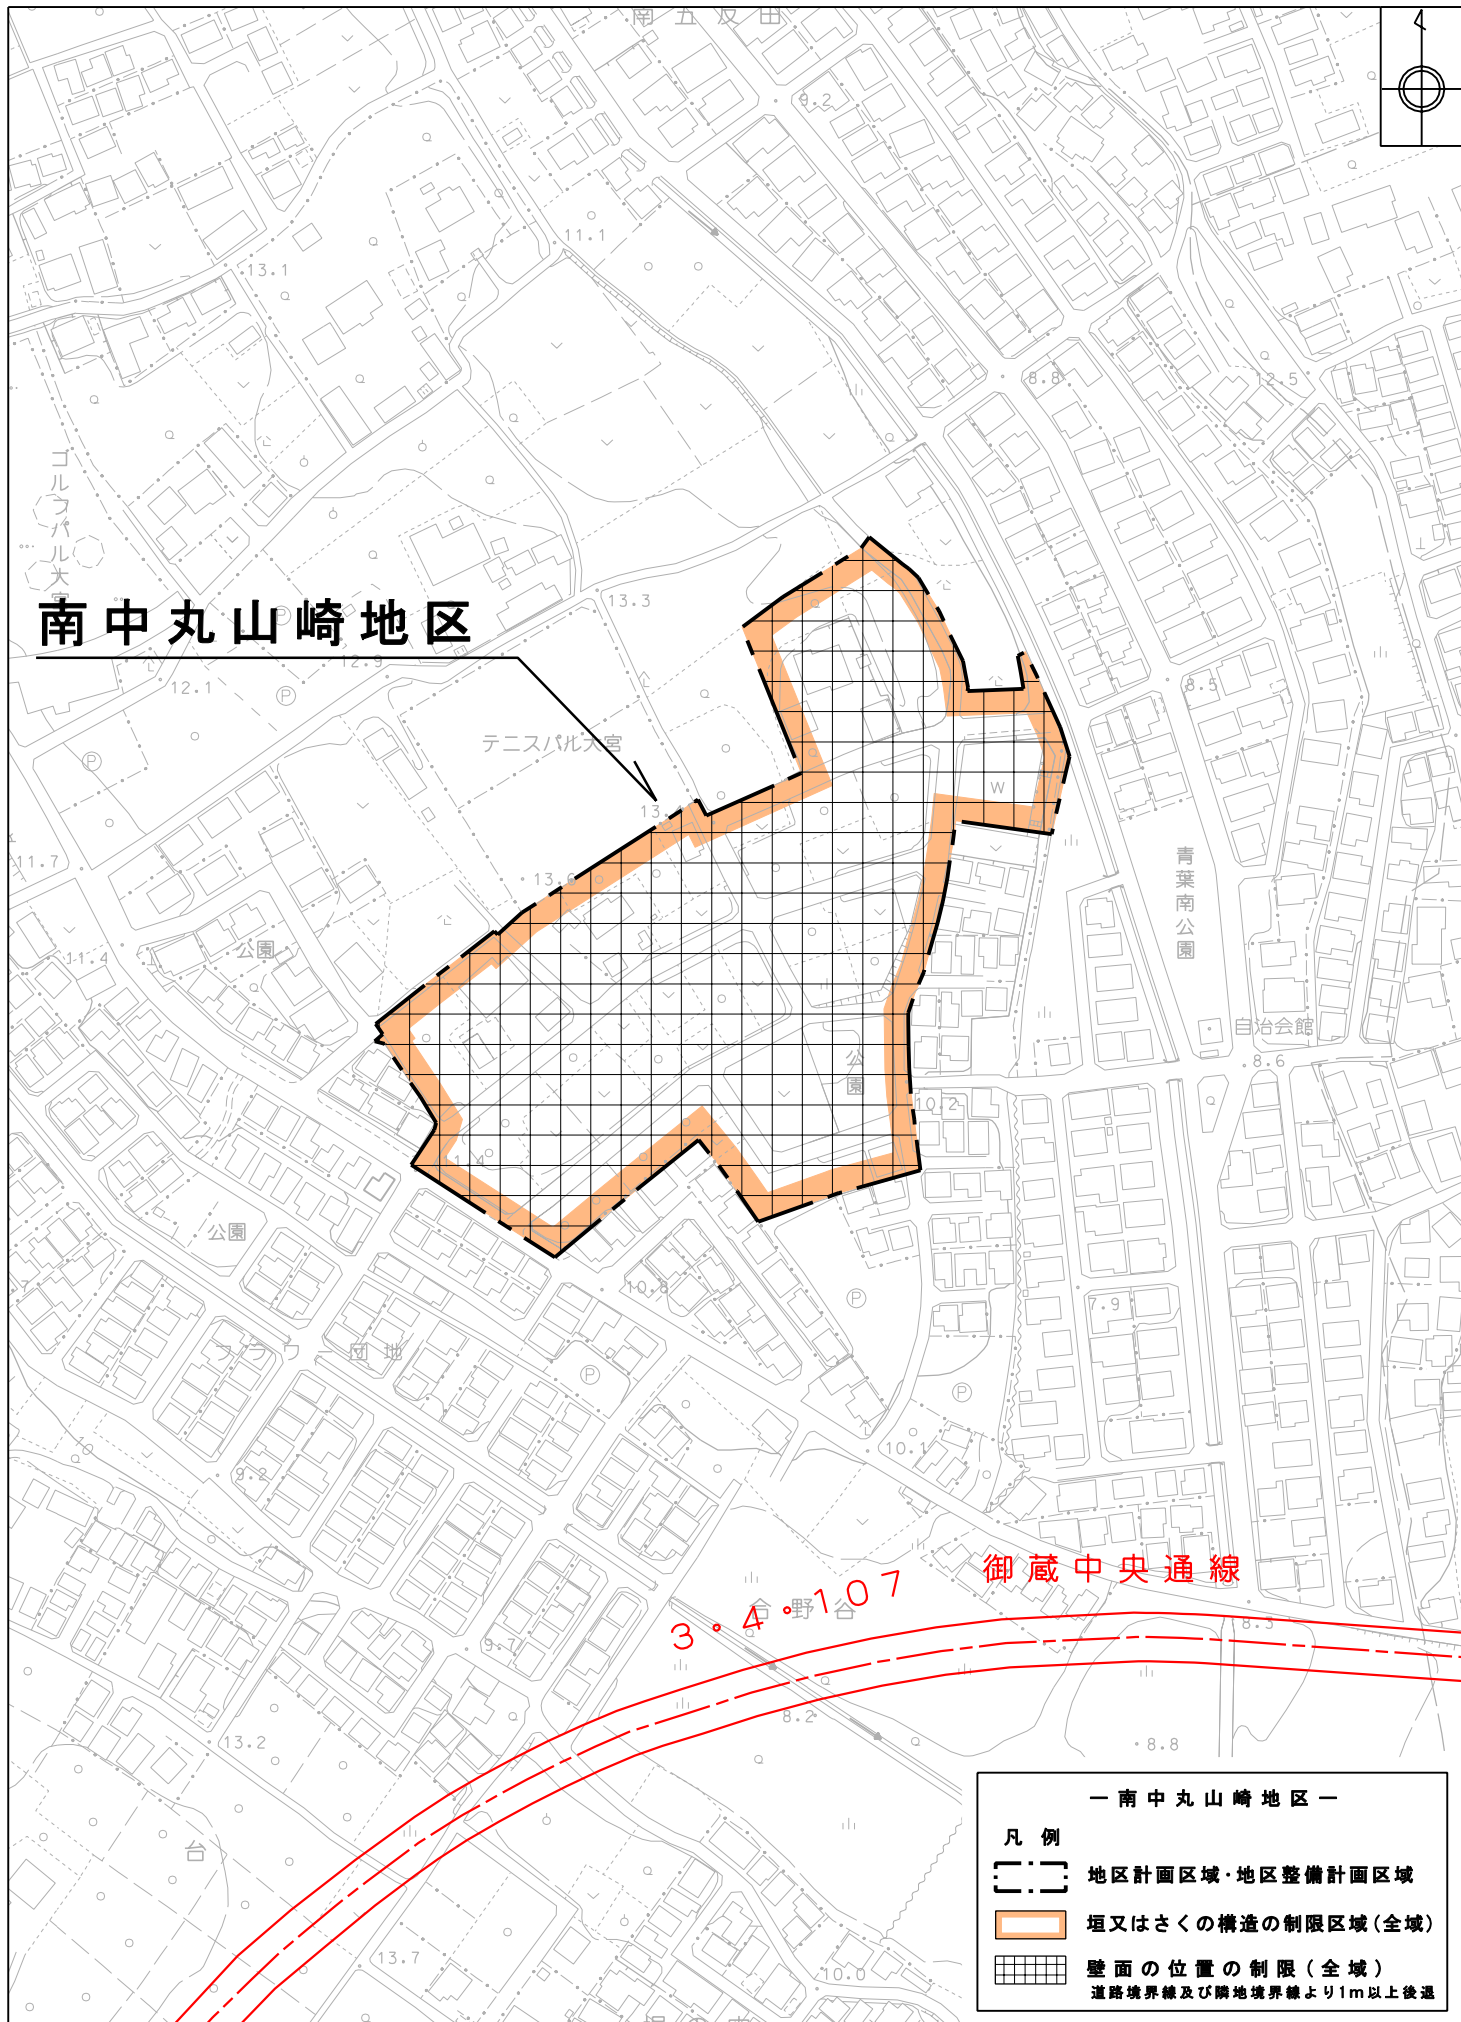 南五反田
9.2
11.1
13.1
8.8
12.5
ゴルフパル大宮
13.3
南中丸山崎地区
P
12.9
12.1
P
8.5
テニスパル大宮
P
W
11.7
13.6
青葉南公園
公園
11.4
自治会館
公園
8.6
10.2
公園
10.8
P
7.9
フラワー団地
P
P
10.1
9.2
御蔵中央通線
3・4・107
谷
野
9.7
8.3
8.2
13.2
8.8
台
13.7
10.0
ー南中丸山崎地区ー
凡例
地区計画区域・地区整備計画区域
垣又はさくの構造の制限区域(全域)
壁面の位置の制限(全域)
道路境界線及び隣地境界線より1m以上後退